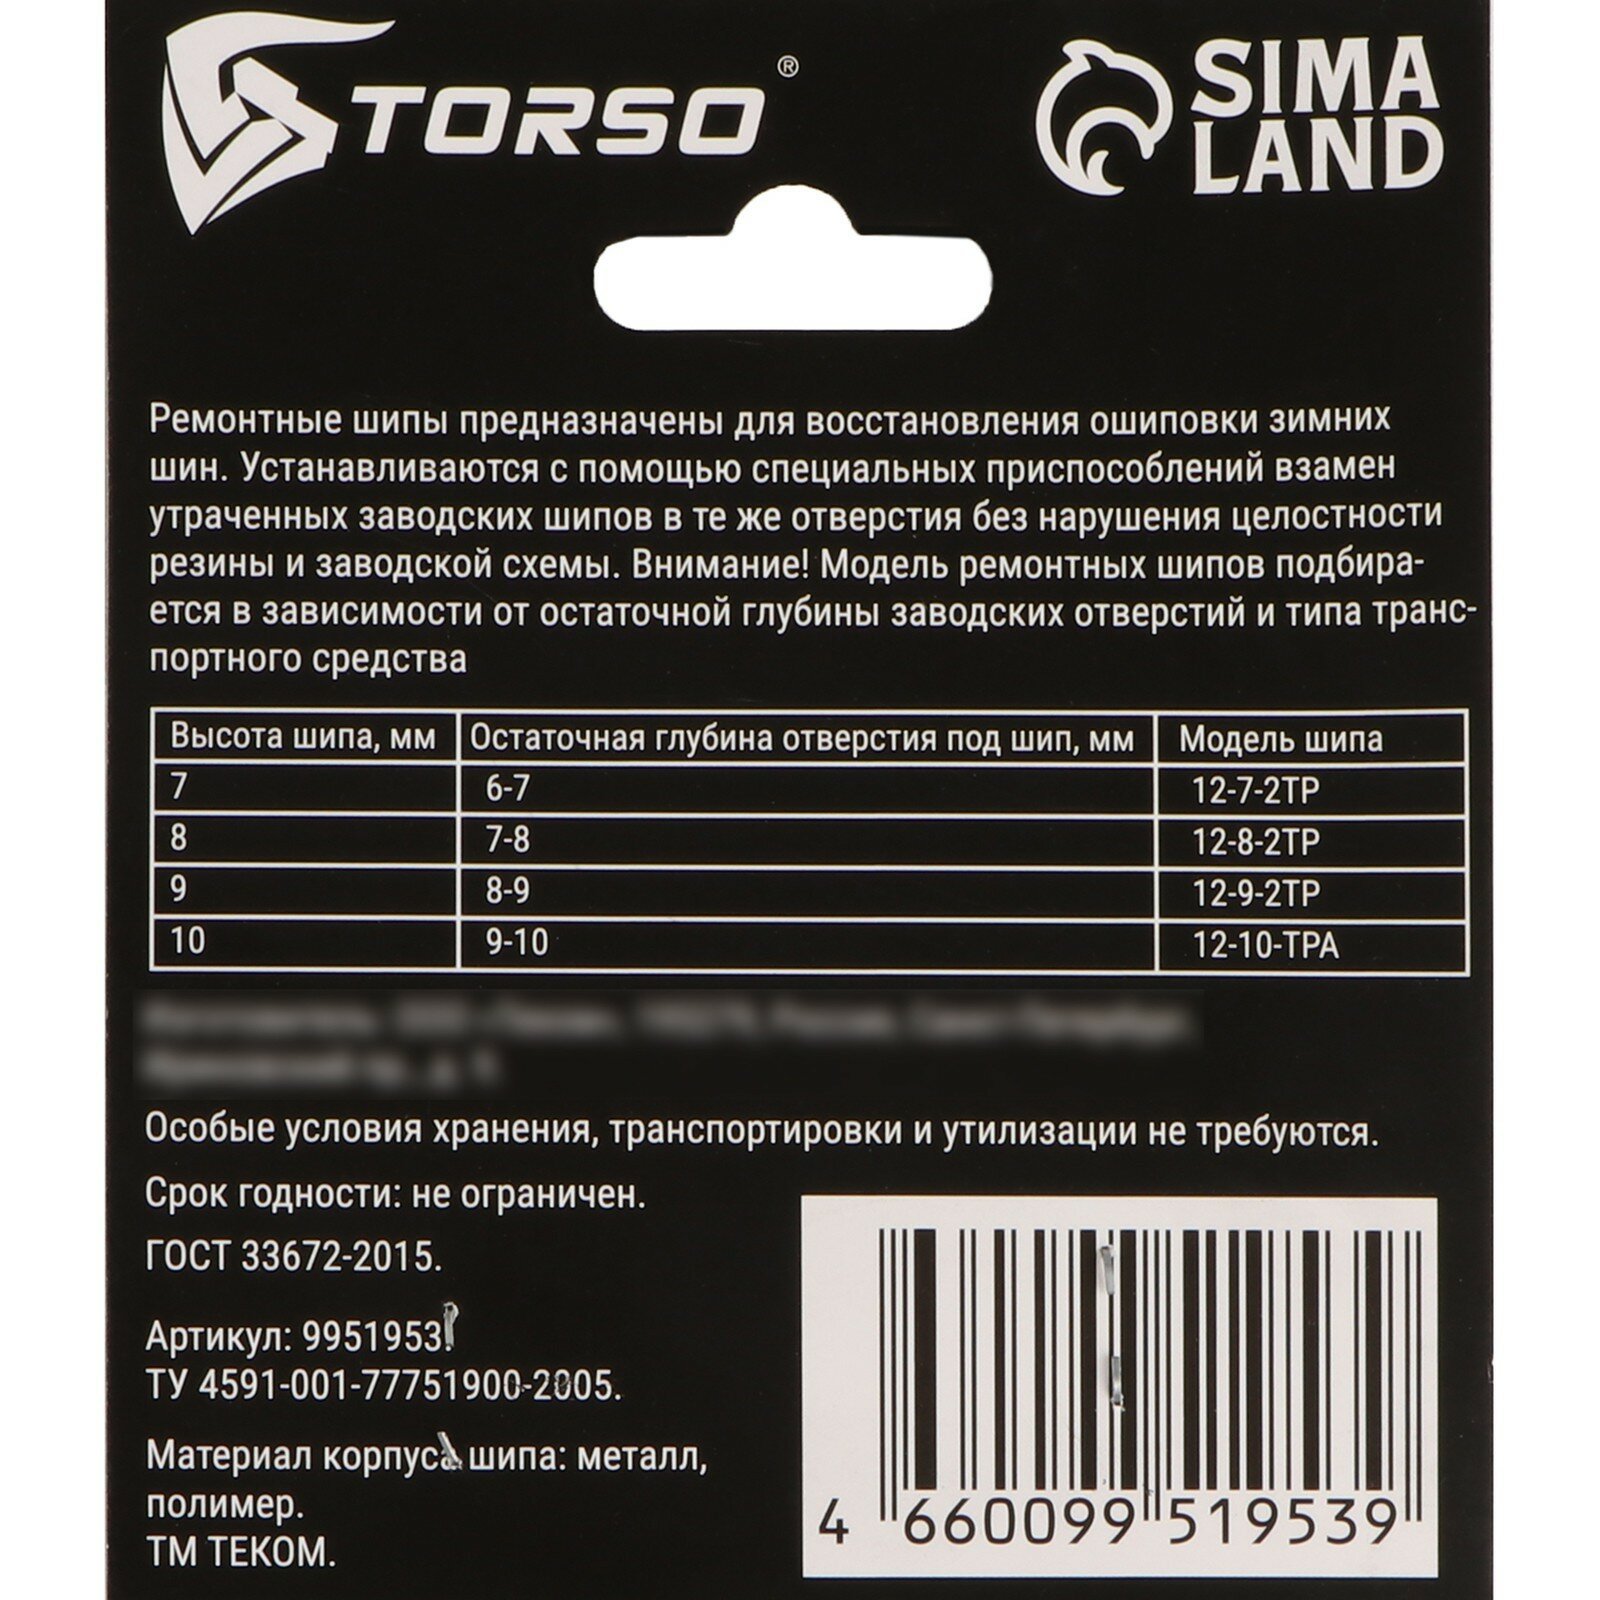 TORSO®
SIMA
LAND
Ремонтные шипы предназначены для восстановления ошиповки зимних
шин. Устанавливаются с помощью специальных приспособлений взамен
утраченных заводских шипов в те же отверстия без нарушения целостности
резины и заводской схемы. Внимание! Модель ремонтных шипов подбира-
ется в зависимости от остаточной глубины заводских отверстий и типа транс-
портного средства
Высота шипа, мм Остаточная глубина отверстия под шип, мм Модель шипа
7 6-7 12-7-2ТР
8 7-8 12-8-2ТР
9 8-9 12-9-2ТР
10 9-10 12-10-ТРА
Особые условия хранения, транспортировки и утилизации не требуются.
Срок годности: не ограничен.
ГОСТ 33672-2015.
Артикул: 9951953.
ТУ 4591-001-77751900-2005.
Материал корпуса шипа: металл,
полимер.
ТМ ТЕКОМ.
4 660099 519539